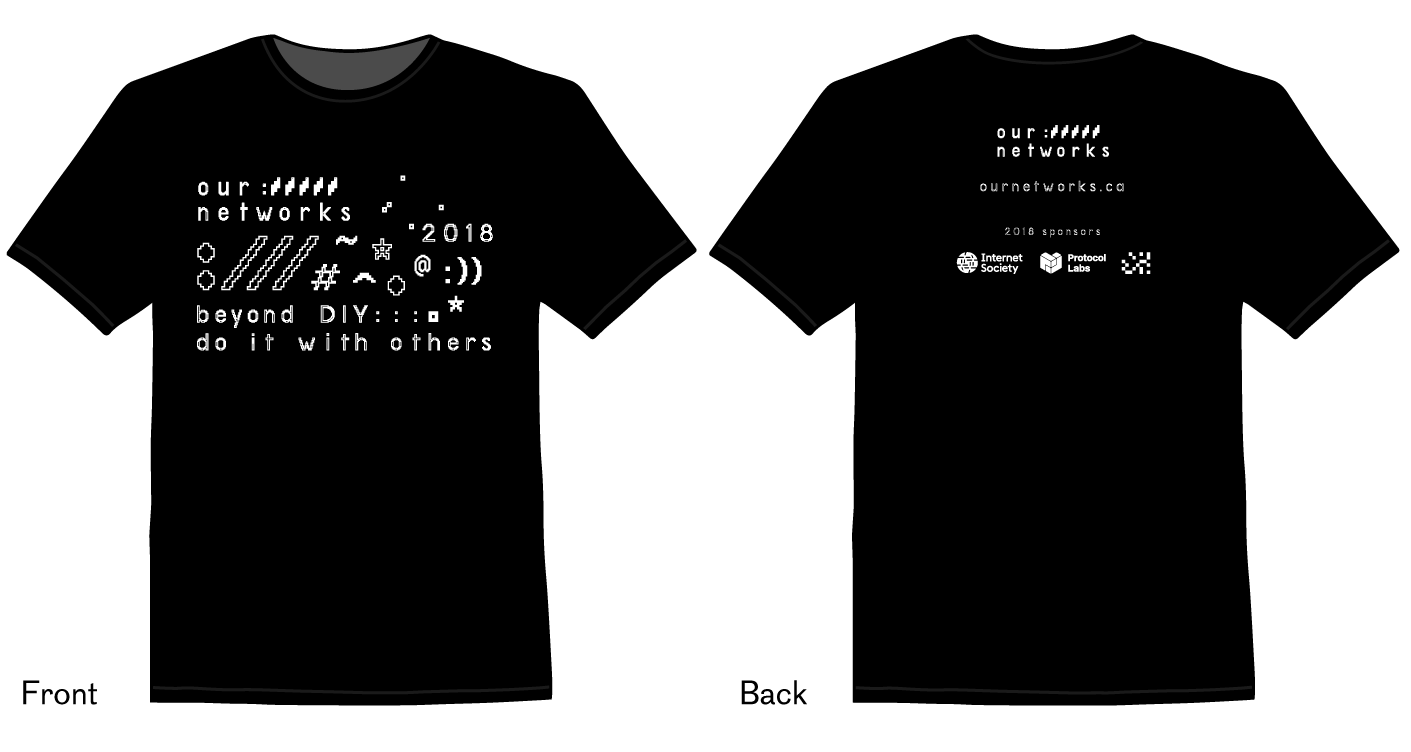 our://///
networks
2018
:////#~^@:))
beyond DIY:::
do it with others
Front
our://///
networks
ournetworks.ca
2018 sponsors
Internet
Society
Protocol
Labs
Back